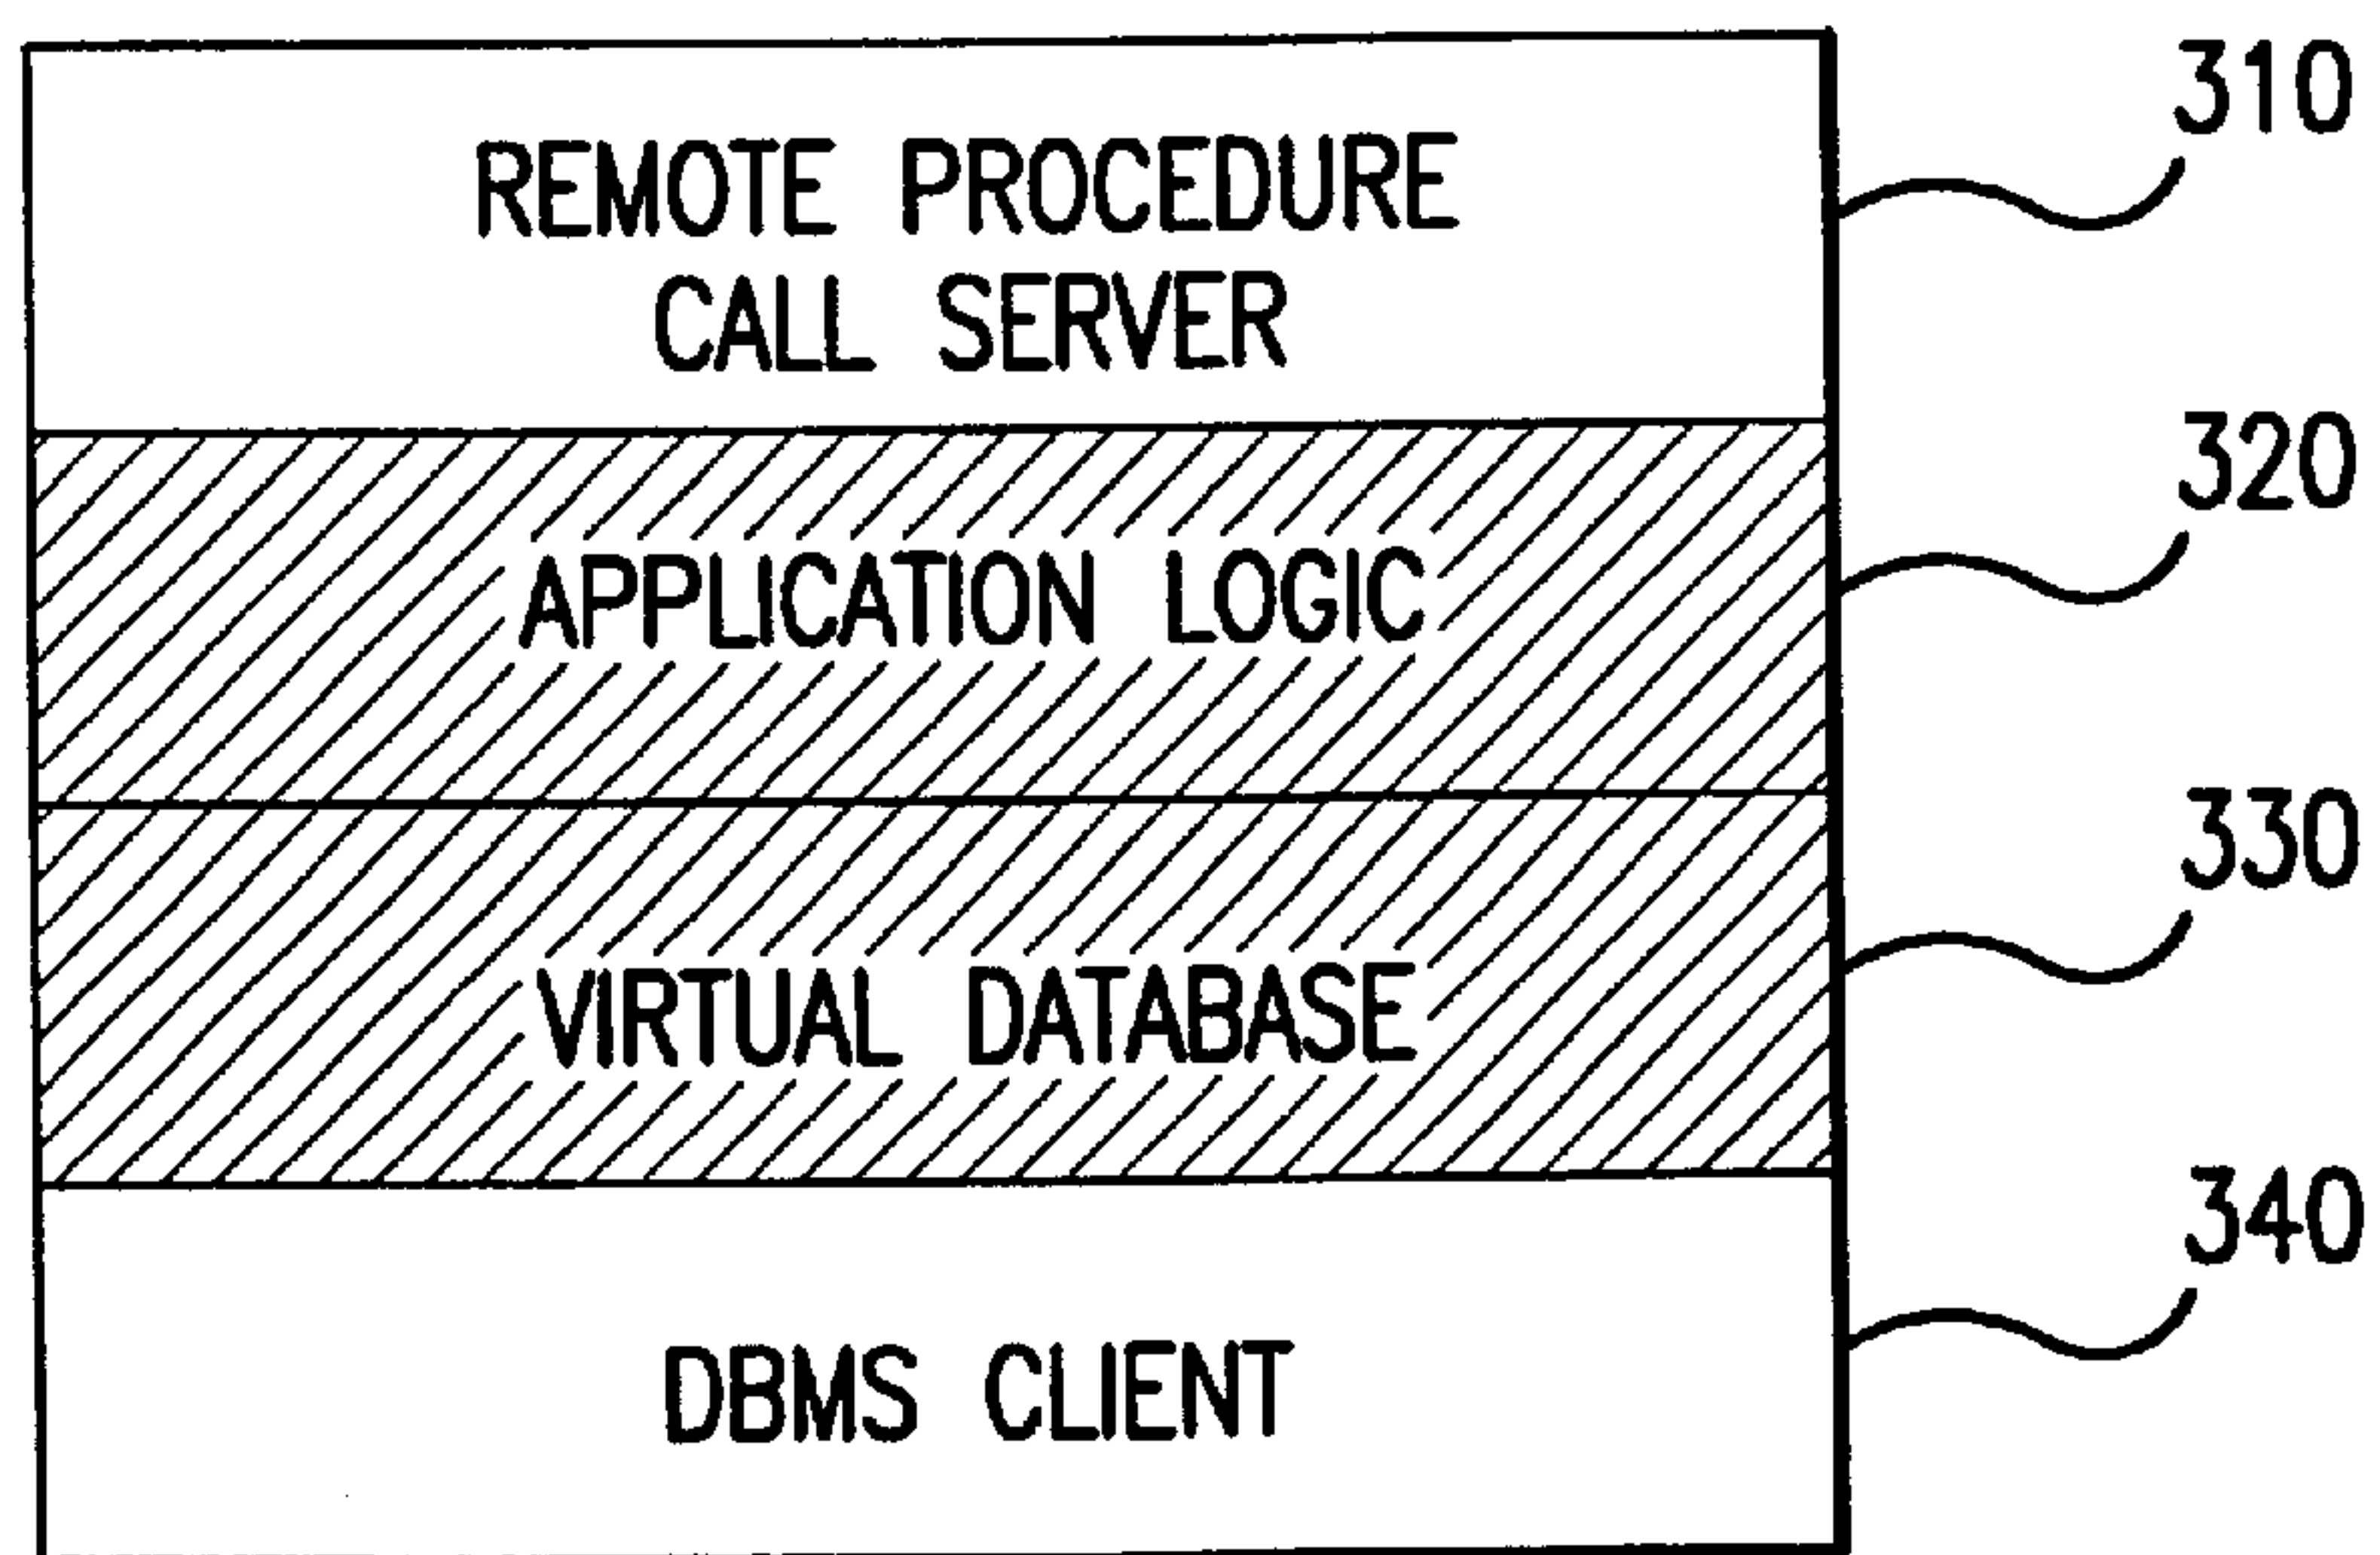 310
REMOTE PROCEDURE
CALL SERVER
320
APPLICATION LOGIC
330
VIRTUAL DATABASE
340
DBMS CLIENT